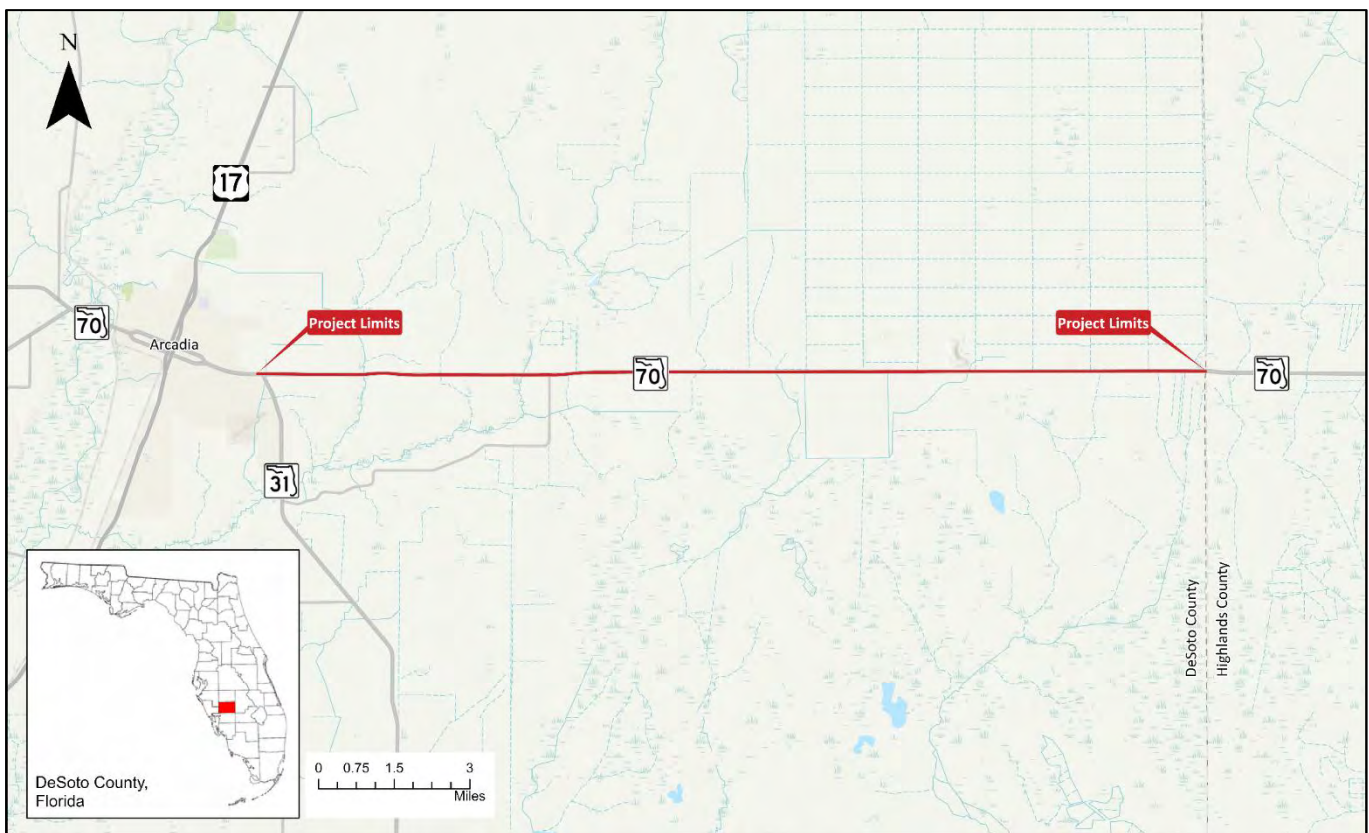 N
17
70
Arcadia
Project Limits
Project Limits
70
70
31
DeSoto County
Highlands County
DeSoto County,
Florida
0 0.75 1.5 3
Miles